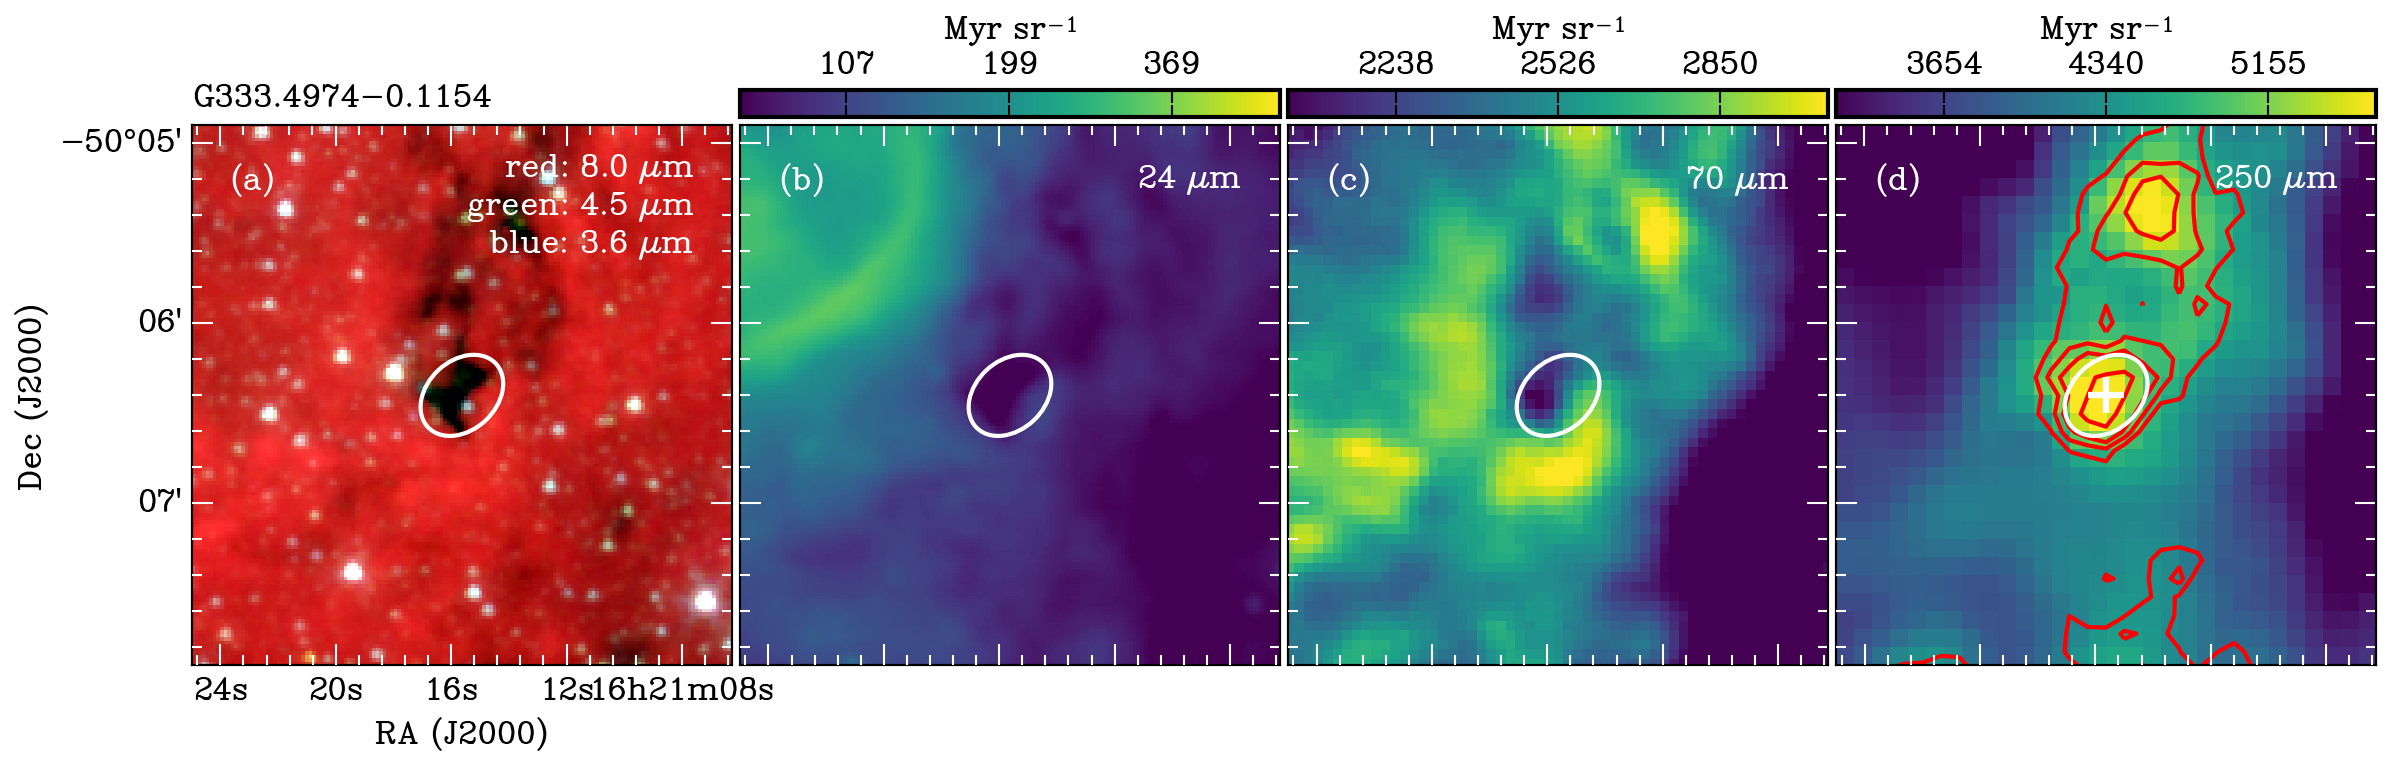 Myr sr⁻¹ Myr sr⁻¹ Myr sr⁻¹
107 199 369 2238 2526 2850 3654 4340 5155
G333.4974−0.1154
−50°05'
06'
07'
Dec (J2000)
(a)
red: 8.0 μm
green: 4.5 μm
blue: 3.6 μm
(b) 24 μm
(c) 70 μm
(d) 250 μm
24s 20s 16s 12s 16h21m08s
RA (J2000)